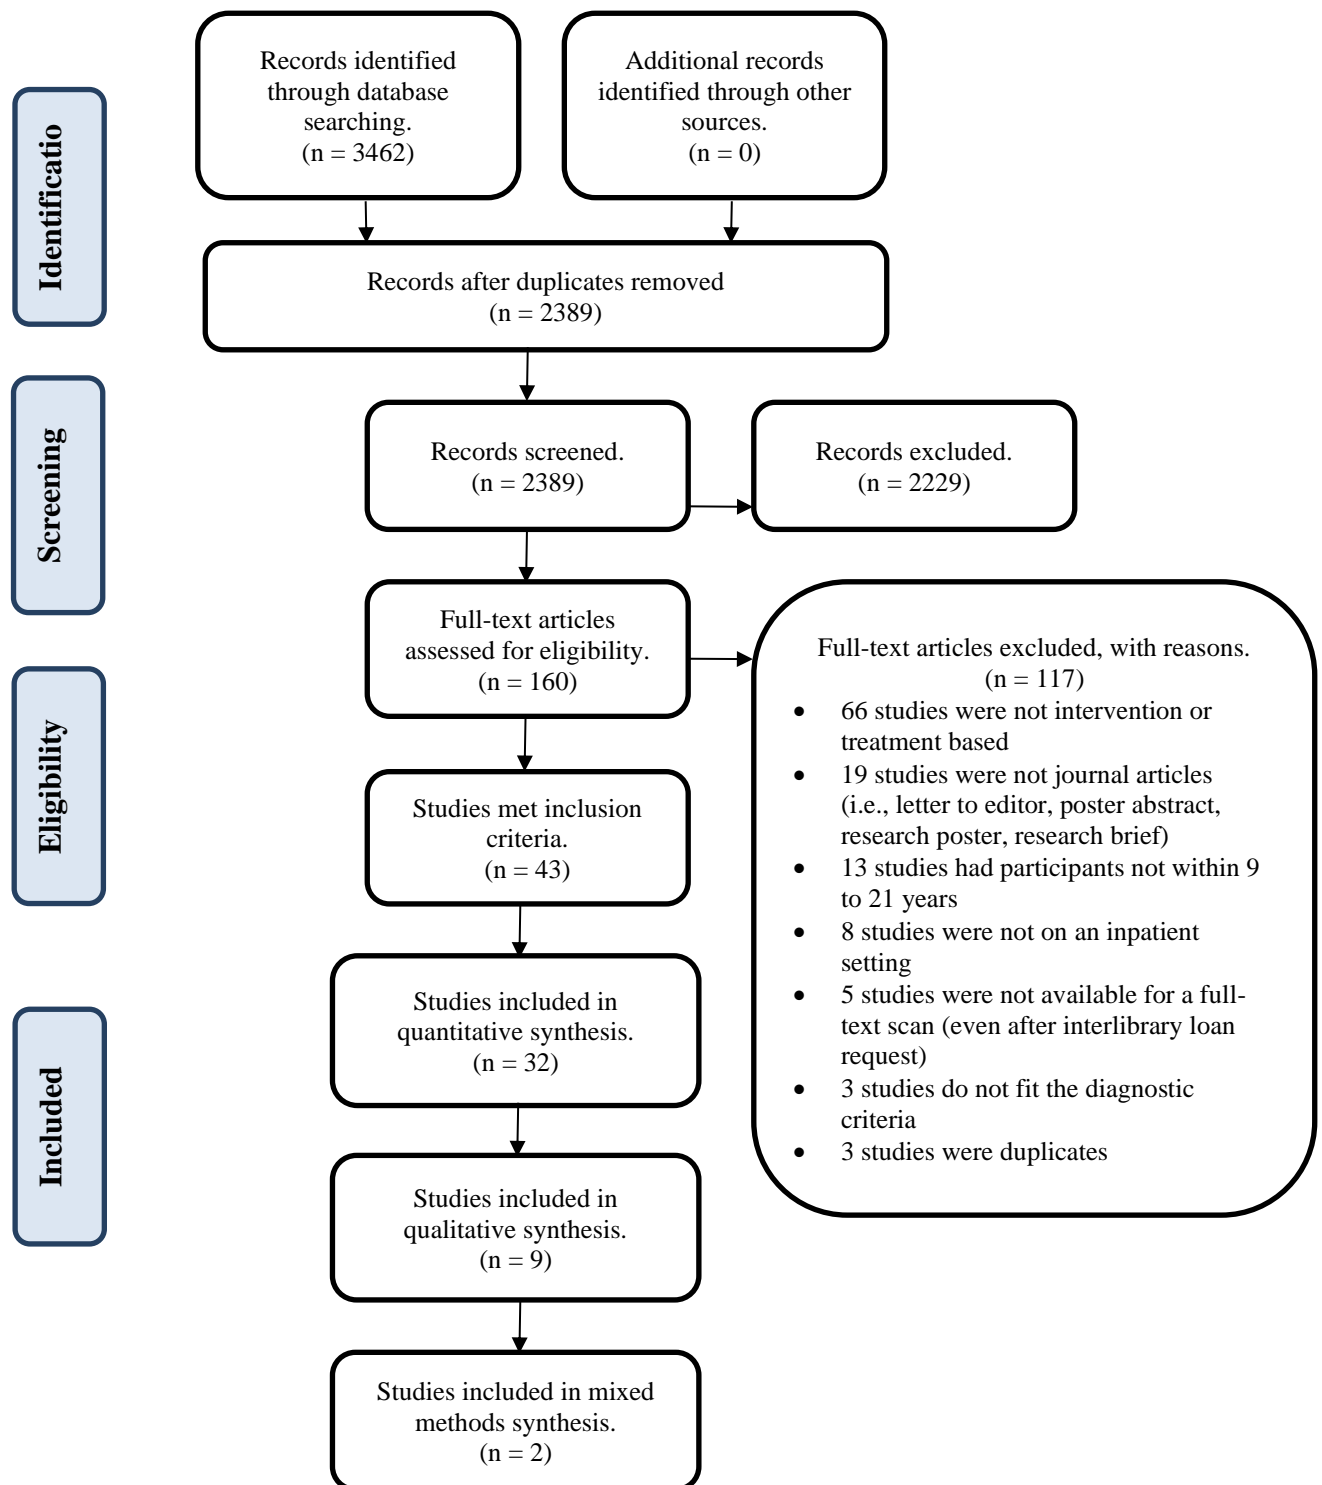 Records identified
through database
searching.
(n = 3462)
Additional records
identified through other
sources.
(n = 0)
Identificatio
Records after duplicates removed
(n = 2389)
Screening
Records screened.
(n = 2389)
Records excluded.
(n = 2229)
Full-text articles
assessed for eligibility.
(n = 160)
Full-text articles excluded, with reasons.
(n = 117)
• 66 studies were not intervention or
treatment based
• 19 studies were not journal articles
(i.e., letter to editor, poster abstract,
research poster, research brief)
• 13 studies had participants not within 9
to 21 years
• 8 studies were not on an inpatient
setting
• 5 studies were not available for a full-
text scan (even after interlibrary loan
request)
• 3 studies do not fit the diagnostic
criteria
• 3 studies were duplicates
Eligibility
Studies met inclusion
criteria.
(n = 43)
Included
Studies included in
quantitative synthesis.
(n = 32)
Studies included in
qualitative synthesis.
(n = 9)
Studies included in mixed
methods synthesis.
(n = 2)